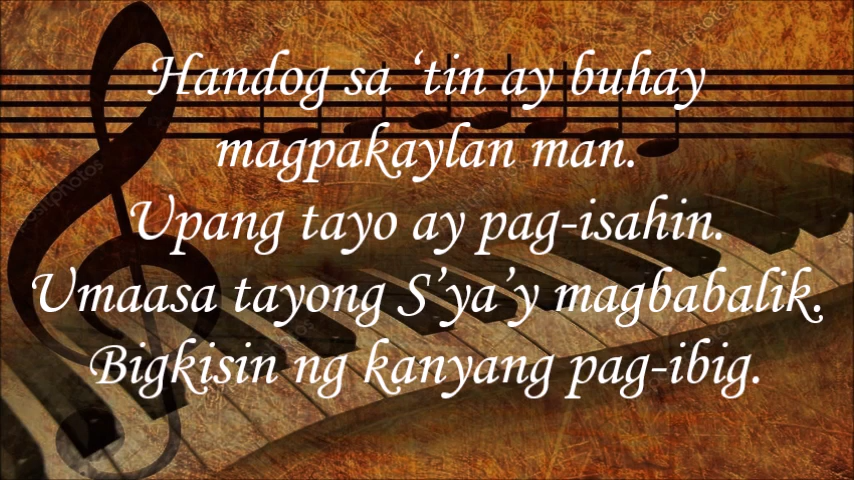 Handog sa ‘tin ay buhay
magpakaylan man.
Upang tayo ay pag-isahin.
Umaasa tayong S’ya’y magbabalik.
Bigkisin ng kanyang pag-ibig.